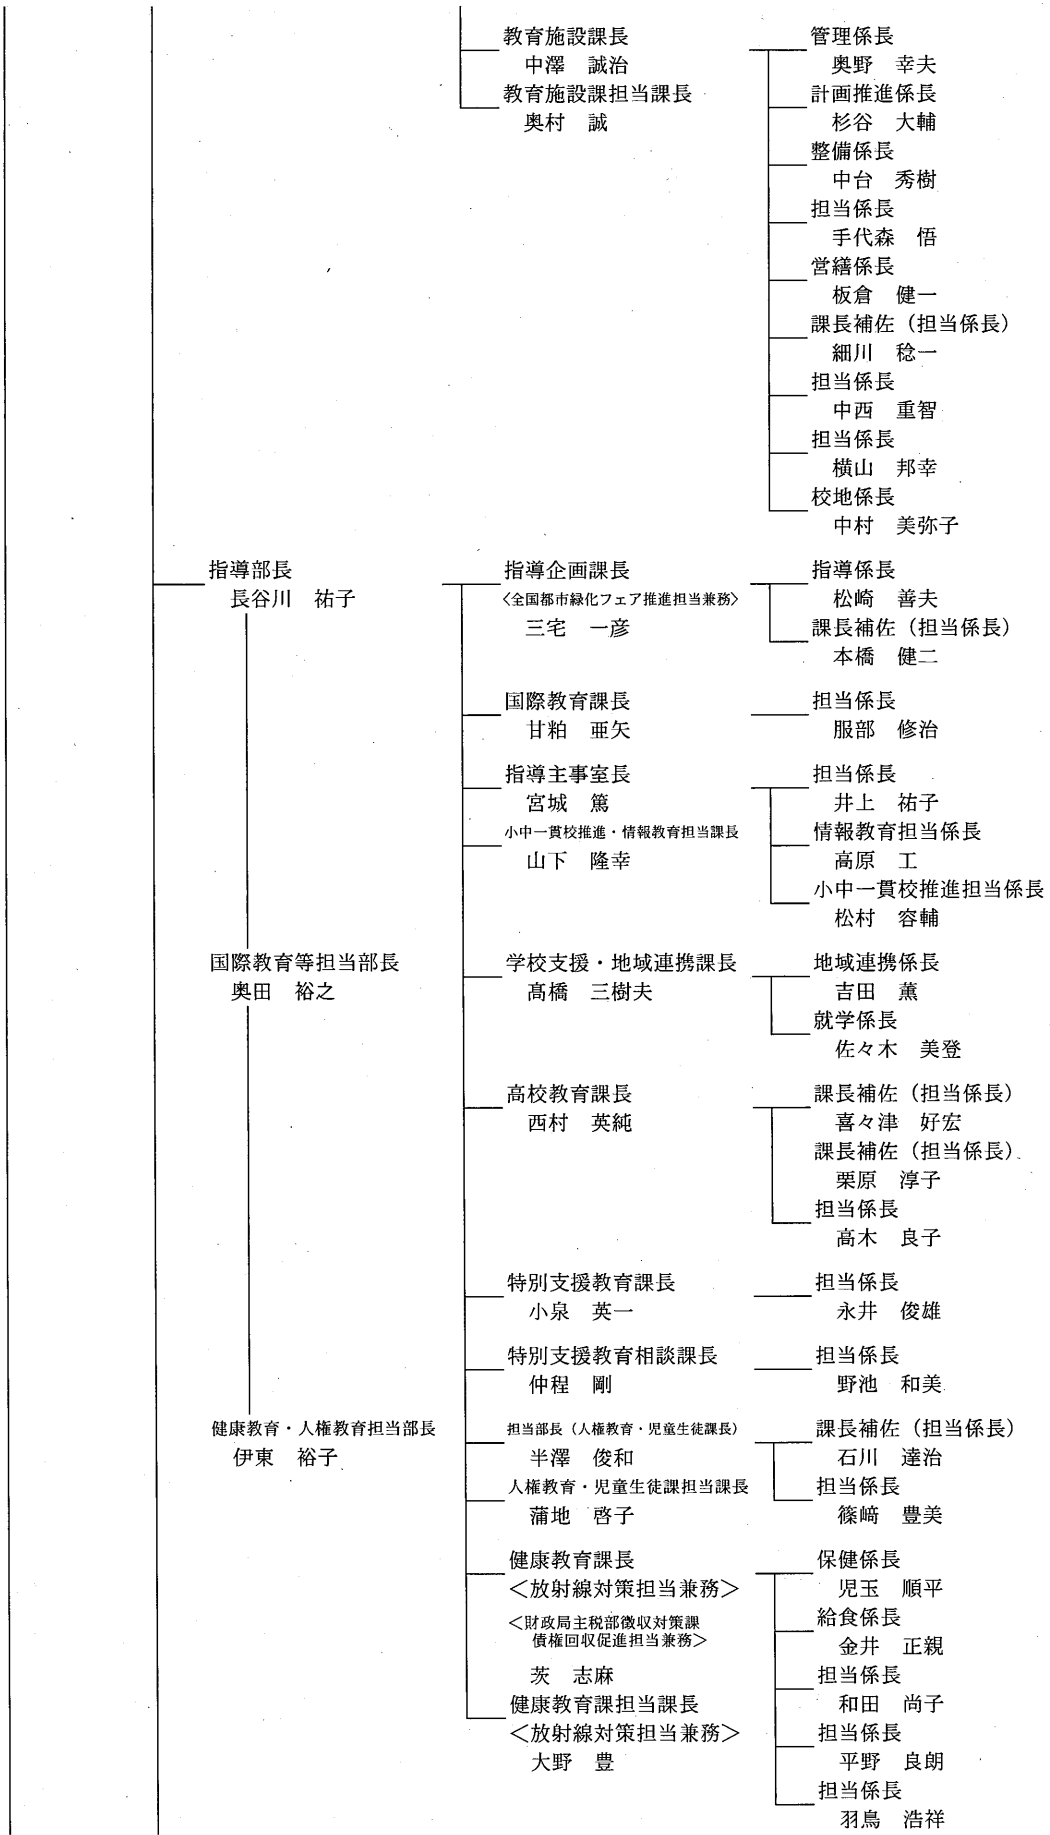 教育施設課長
中澤　誠治
教育施設課担当課長
奥村　誠
管理係長
奥野　幸夫
計画推進係長
杉谷　大輔
整備係長
中台　秀樹
担当係長
手代森　悟
営繕係長
板倉　健一
課長補佐（担当係長）
細川　稔一
担当係長
中西　重智
担当係長
横山　邦幸
校地係長
中村　美弥子
指導部長
長谷川　祐子
指導企画課長
〈全国都市緑化フェア推進担当兼務〉
三宅　一彦
指導係長
松崎　善夫
課長補佐（担当係長）
本橋　健二
国際教育課長
甘粕　亜矢
担当係長
服部　修治
指導主事室長
宮城　篤
小中一貫校推進・情報教育担当課長
山下　隆幸
担当係長
井上　祐子
情報教育担当係長
高原　工
小中一貫校推進担当係長
松村　容輔
国際教育等担当部長
奥田　裕之
学校支援・地域連携課長
髙橋　三樹夫
地域連携係長
吉田　薫
就学係長
佐々木　美登
高校教育課長
西村　英純
課長補佐（担当係長）
喜々津　好宏
課長補佐（担当係長）
栗原　淳子
担当係長
高木　良子
特別支援教育課長
小泉　英一
担当係長
永井　俊雄
特別支援教育相談課長
仲程　剛
担当係長
野池　和美
健康教育・人権教育担当部長
伊東　裕子
担当部長（人権教育・児童生徒課長）
半澤　俊和
人権教育・児童生徒課担当課長
蒲地　啓子
課長補佐（担当係長）
石川　達治
担当係長
篠﨑　豊美
健康教育課長
＜放射線対策担当兼務＞
＜財政局主税部徴収対策課
債権回収促進担当兼務＞
茨　志麻
健康教育課担当課長
＜放射線対策担当兼務＞
大野　豊
保健係長
児玉　順平
給食係長
金井　正親
担当係長
和田　尚子
担当係長
平野　良朗
担当係長
羽鳥　浩祥